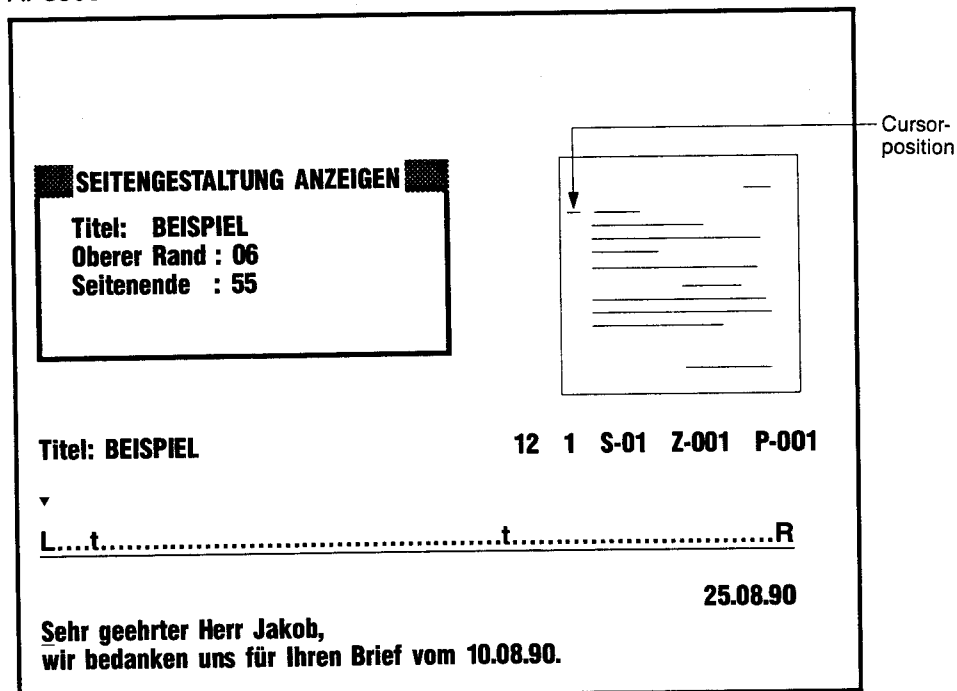 Cursor-
position
SEITENGESTALTUNG ANZEIGEN
Titel: BEISPIEL
Oberer Rand : 06
Seitenende : 55
Titel: BEISPIEL 12 1 S-01 Z-001 P-001
L....t..............................................t..............................R
25.08.90
Sehr geehrter Herr Jakob,
wir bedanken uns für Ihren Brief vom 10.08.90.